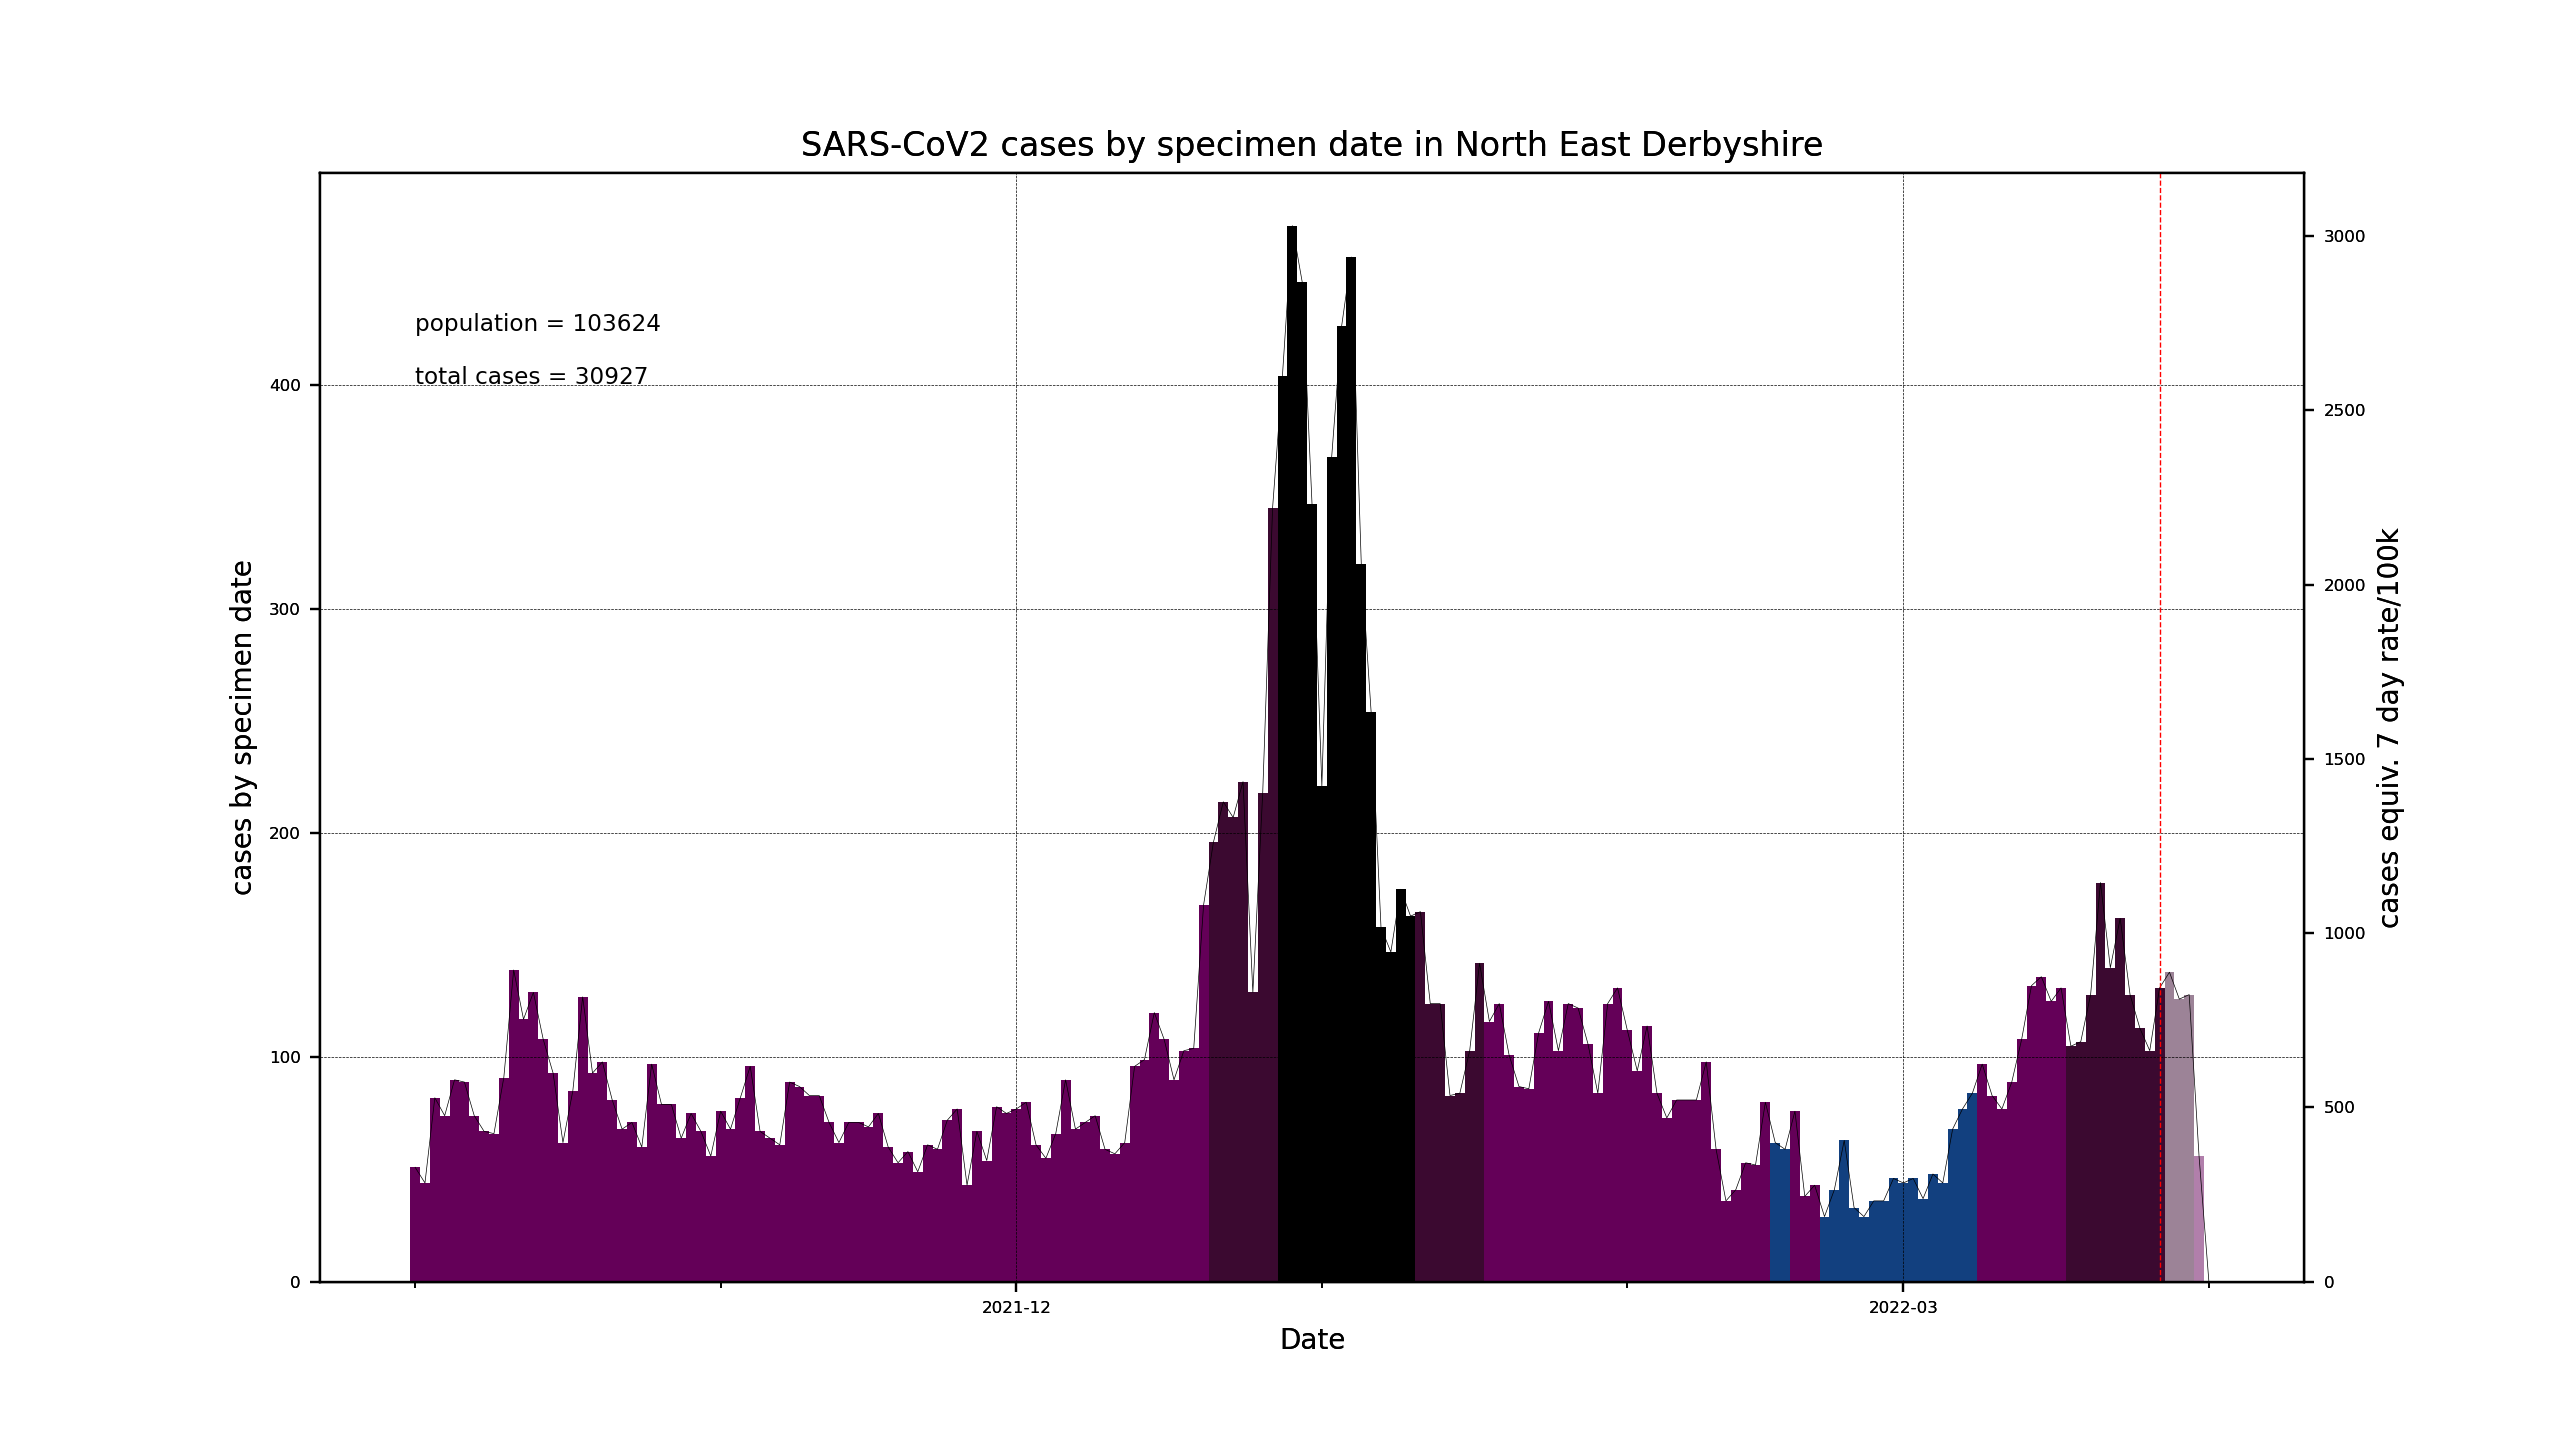 SARS-CoV2 cases by specimen date in North East Derbyshire
population = 103624
total cases = 30927
cases by specimen date
400
300
200
100
0
3000
2500
2000
1500
1000
500
0
cases equiv. 7 day rate/100k
2021-12
2022-03
Date